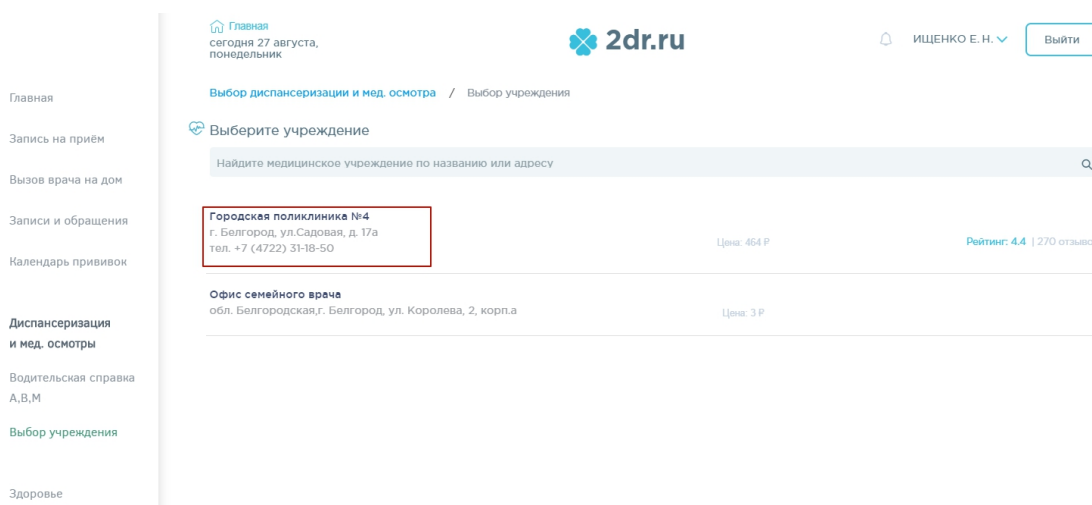 Главная
сегодня 27 августа,
понедельник
2dr.ru
ИЩЕНКО Е. Н.
Выйти
Главная
Запись на приём
Вызов врача на дом
Записи и обращения
Календарь прививок
Диспансеризация
и мед. осмотры
Водительская справка
А,В,М
Выбор учреждения
Здоровье
Выбор диспансеризации и мед. осмотра / Выбор учреждения
Выберите учреждение
Найдите медицинское учреждение по названию или адресу
Городская поликлиника №4
г. Белгород, ул.Садовая, д. 17а
тел. +7 (4722) 31-18-50
Цена: 464 ₽
Рейтинг: 4.4 | 270 отзыво
Офис семейного врача
обл. Белгородская,г. Белгород, ул. Королева, 2, корп.а
Цена: 3 ₽